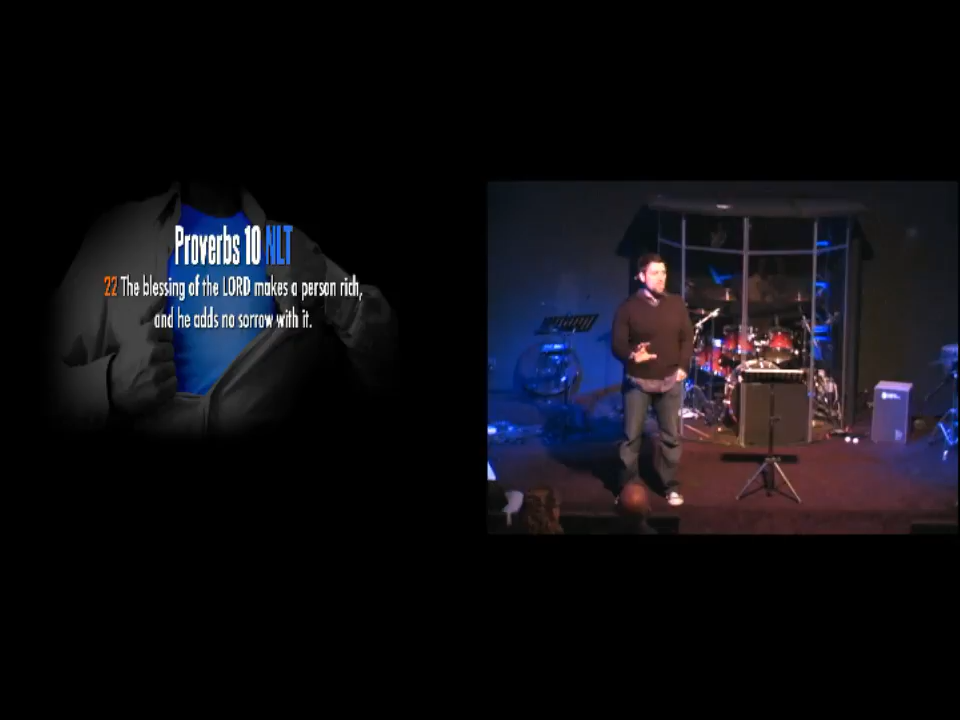 Proverbs 10 NLT
22 The blessing of the LORD makes a person rich,
and he adds no sorrow with it.